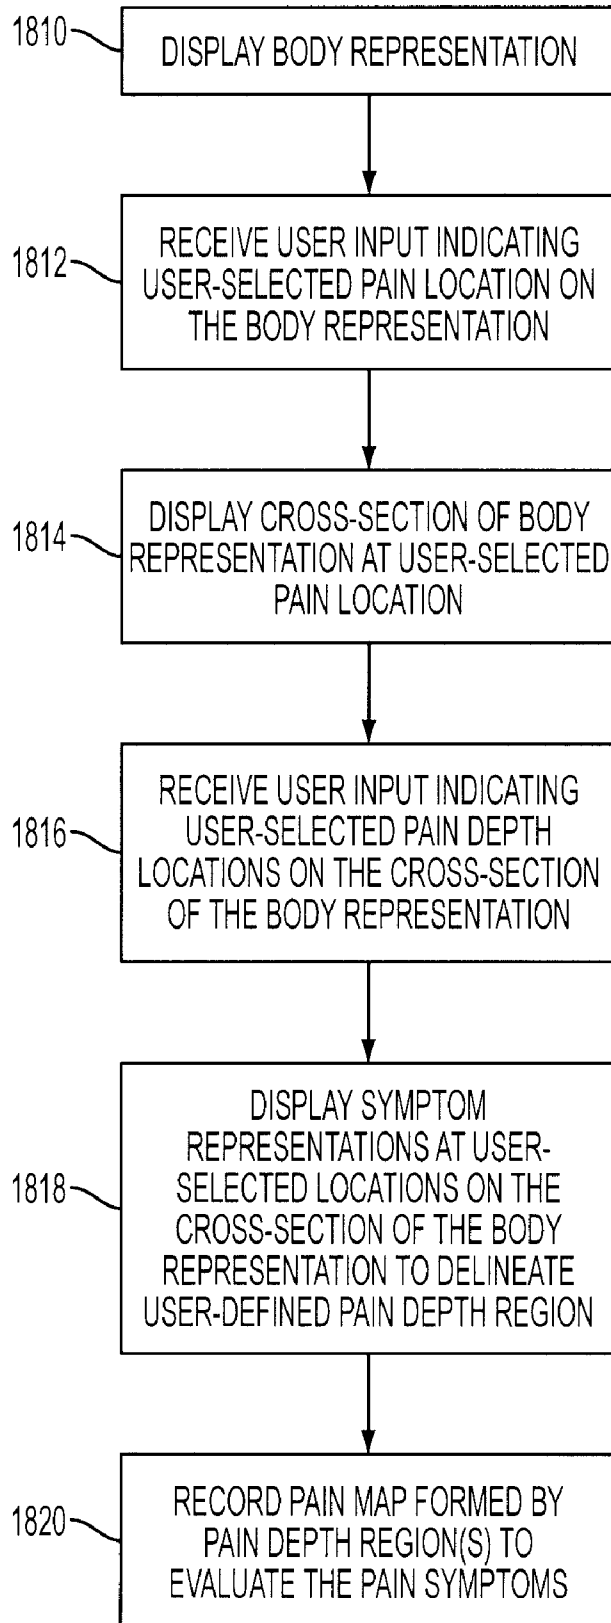 1810
DISPLAY BODY REPRESENTATION
1812
RECEIVE USER INPUT INDICATING
USER-SELECTED PAIN LOCATION ON
THE BODY REPRESENTATION
1814
DISPLAY CROSS-SECTION OF BODY
REPRESENTATION AT USER-SELECTED
PAIN LOCATION
1816
RECEIVE USER INPUT INDICATING
USER-SELECTED PAIN DEPTH
LOCATIONS ON THE CROSS-SECTION
OF THE BODY REPRESENTATION
1818
DISPLAY SYMPTOM
REPRESENTATIONS AT USER-
SELECTED LOCATIONS ON THE
CROSS-SECTION OF THE BODY
REPRESENTATION TO DELINEATE
USER-DEFINED PAIN DEPTH REGION
1820
RECORD PAIN MAP FORMED BY
PAIN DEPTH REGION(S) TO
EVALUATE THE PAIN SYMPTOMS